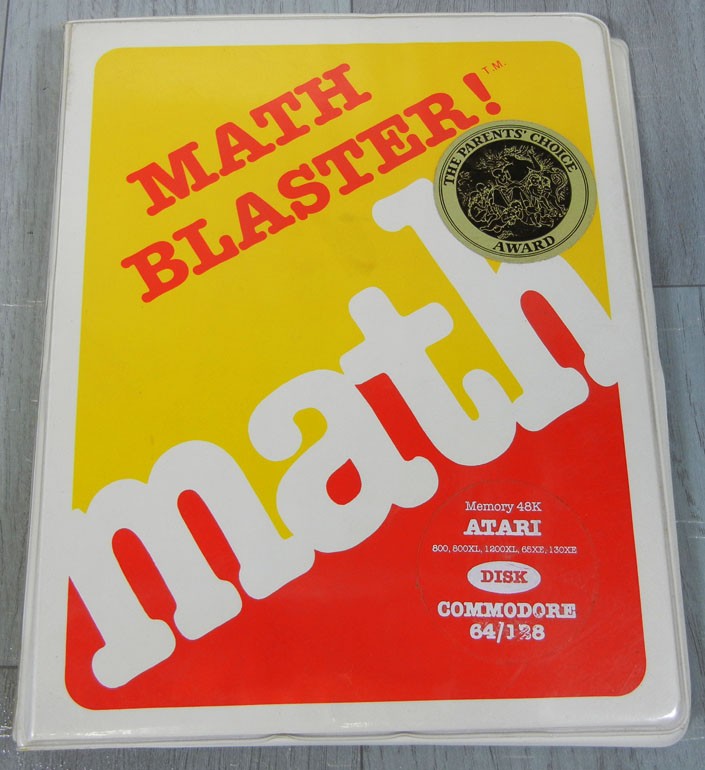 MATH
BLASTER!
T.M.
THE PARENTS' CHOICE
AWARD
math
Memory 48K
ATARI
800, 800XL, 1200XL, 65XE, 130XE
DISK
COMMODORE
64/128